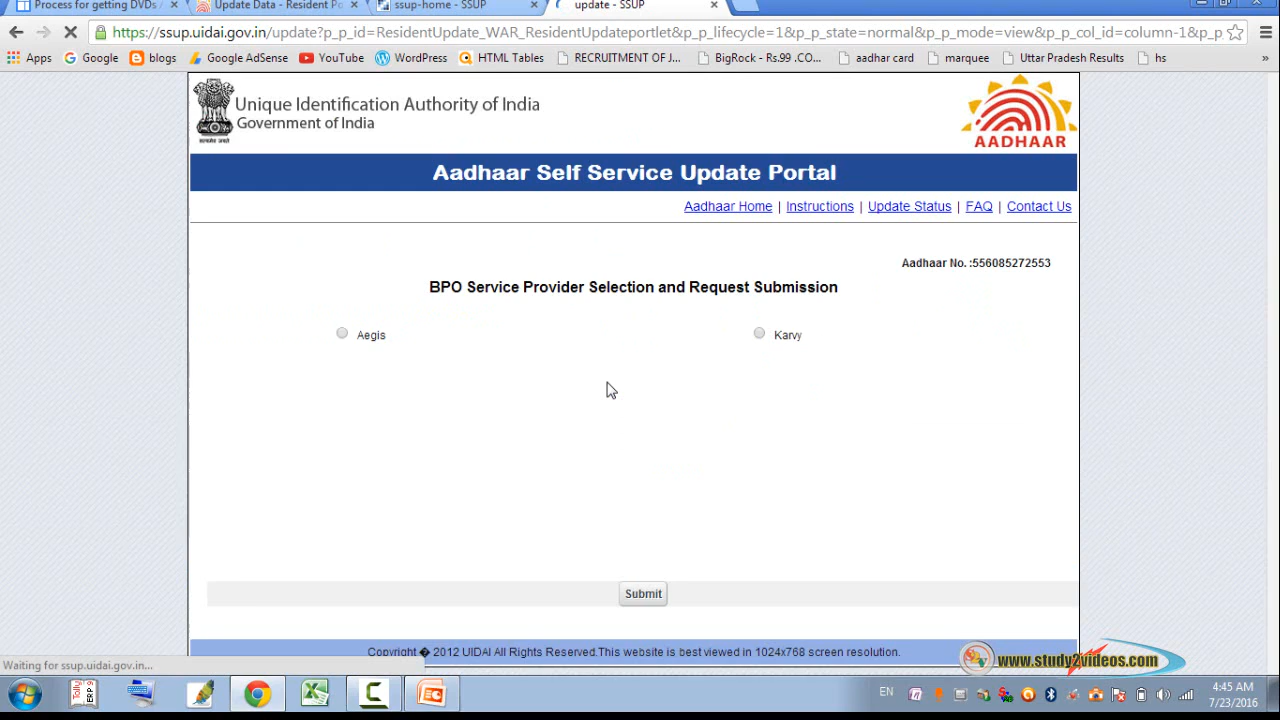 Process for getting DVDs
Update Data - Resident Po
ssup-home - SSUP
update - SSUP
https://ssup.uidai.gov.in/update?p_p_id=ResidentUpdate_WAR_ResidentUpdateportlet&p_p_lifecycle=1&p_p_state=normal&p_p_mode=view&p_p_col_id=column-1&p_p
Apps Google blogs Google AdSense YouTube WordPress HTML Tables RECRUITMENT OF J... BigRock - Rs.99 .CO... aadhar card marquee Uttar Pradesh Results hs »
सत्यमेव जयते
Unique Identification Authority of India
Government of India
AADHAAR
Aadhaar Self Service Update Portal
Aadhaar Home | Instructions | Update Status | FAQ | Contact Us
Aadhaar No. :556085272553
BPO Service Provider Selection and Request Submission
Aegis Karvy
Submit
Copyright � 2012 UIDAI All Rights Reserved.This website is best viewed in 1024x768 screen resolution.
Waiting for ssup.uidai.gov.in...
www.study2videos.com
EN
4:45 AM
7/23/2016